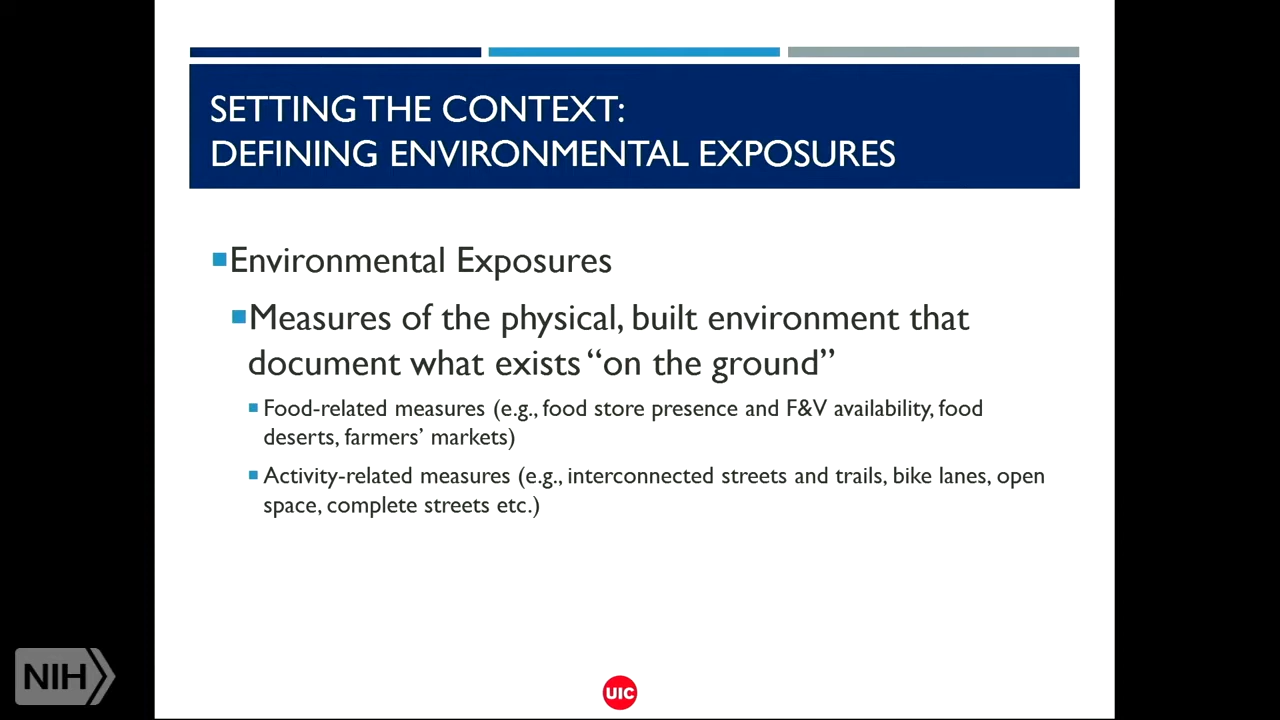 SETTING THE CONTEXT:
DEFINING ENVIRONMENTAL EXPOSURES
Environmental Exposures
Measures of the physical, built environment that
document what exists “on the ground”
Food-related measures (e.g., food store presence and F&V availability, food
deserts, farmers’ markets)
Activity-related measures (e.g., interconnected streets and trails, bike lanes, open
space, complete streets etc.)
NIH
UIC